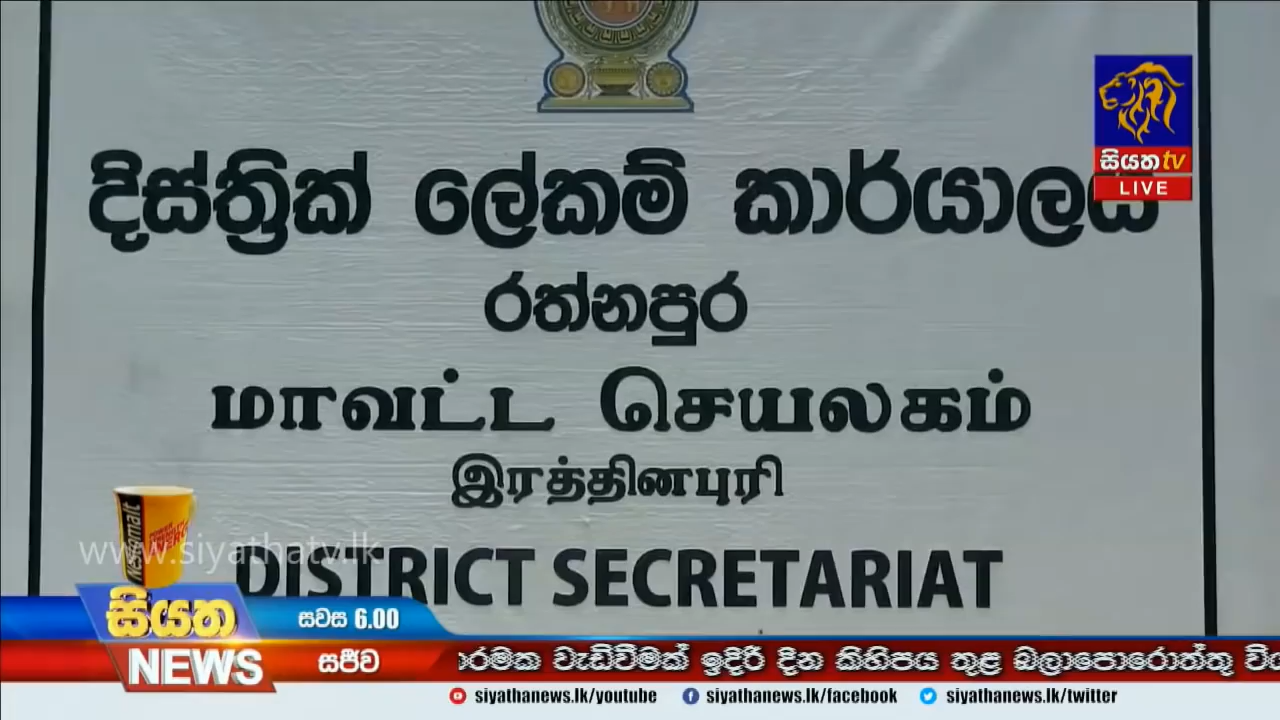 දිස්ත්‍රික් ලේකම් කාර්යාලය
රත්නපුර
மாவட்ட செயலகம்
இரத்தினபுரி
DISTRICT SECRETARIAT
සියත tv
LIVE
Nestomalt
www.siyathatv.lk
සියත
NEWS
සවස 6.00
සජීව
වැඩිවීමක් ඉදිරි දින කිහිපය තුළ බලාපොරොත්තු
siyathanews.lk/youtube siyathanews.lk/facebook siyathanews.lk/twitter